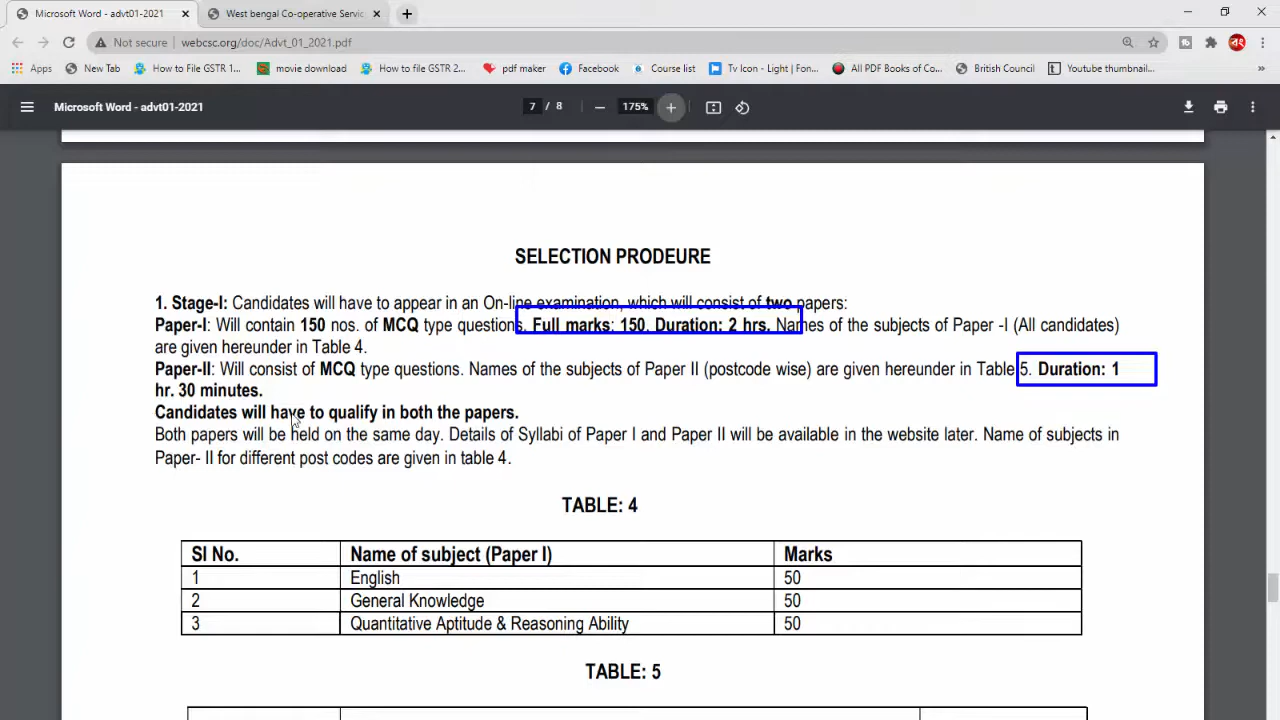 Microsoft Word - advt01-2021
West bengal Co-operative Servic
Not secure | webcsc.org/doc/Advt_01_2021.pdf
Apps New Tab How to File GSTR 1... movie download How to file GSTR 2... pdf maker Facebook Course list Tv Icon - Light | Fon... All PDF Books of Co... British Council Youtube thumbnail... »
Microsoft Word - advt01-2021 7 / 8 175%
SELECTION PRODEURE
1. Stage-I: Candidates will have to appear in an On-line examination, which will consist of two papers:
Paper-I: Will contain 150 nos. of MCQ type questions. Full marks: 150. Duration: 2 hrs. Names of the subjects of Paper -I (All candidates)
are given hereunder in Table 4.
Paper-II: Will consist of MCQ type questions. Names of the subjects of Paper II (postcode wise) are given hereunder in Table 5. Duration: 1
hr. 30 minutes.
Candidates will have to qualify in both the papers.
Both papers will be held on the same day. Details of Syllabi of Paper I and Paper II will be available in the website later. Name of subjects in
Paper- II for different post codes are given in table 4.
TABLE: 4
Sl No. Name of subject (Paper I) Marks
1 English 50
2 General Knowledge 50
3 Quantitative Aptitude & Reasoning Ability 50
TABLE: 5